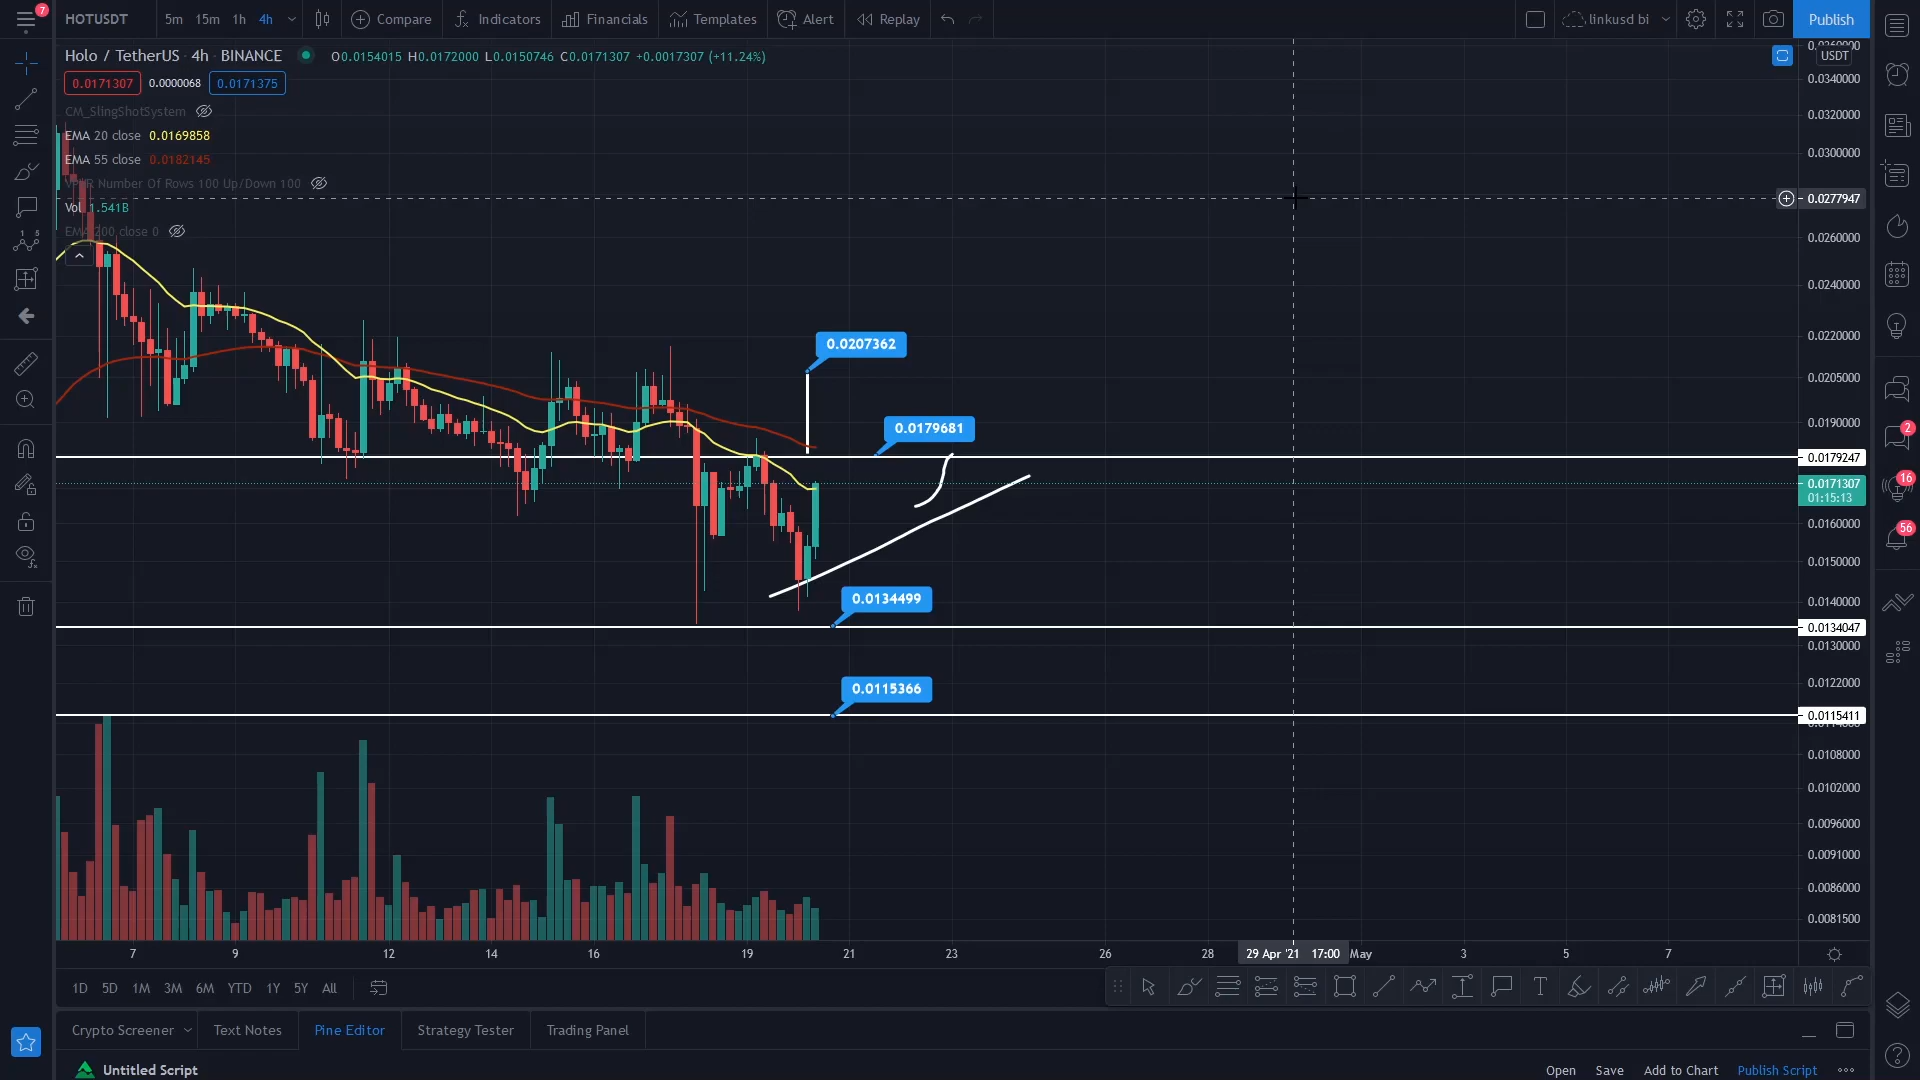 7 HOTUSDT 5m 15m 1h 4h Compare Indicators Financials Templates Alert Replay linkusd bi Publish
Holo / TetherUS · 4h · BINANCE O0.0154015 H0.0172000 L0.0150746 C0.0171307 +0.0017307 (+11.24%)
0.0171307 0.0000068 0.0171375
CM_SlingShotSystem
EMA 20 close 0.0169858
EMA 55 close 0.0182145
VPVR Number Of Rows 100 Up/Down 100
Vol 1.541B
EMA 200 close 0
USDT
0.0340000
0.0320000
0.0300000
0.0277947
0.0260000
0.0240000
0.0220000
0.0205000
0.0190000
0.0179247
0.0171307
01:15:13
0.0160000
0.0150000
0.0140000
0.0134047
0.0130000
0.0122000
0.0115411
0.0108000
0.0102000
0.0096000
0.0091000
0.0086000
0.0081500
0.0207362
0.0179681
0.0134499
0.0115366
2
16
56
7 9 12 14 16 19 21 23 26 28 29 Apr '21 17:00 May 3 5 7
1D 5D 1M 3M 6M YTD 1Y 5Y All
Crypto Screener Text Notes Pine Editor Strategy Tester Trading Panel
Untitled Script Open Save Add to Chart Publish Script